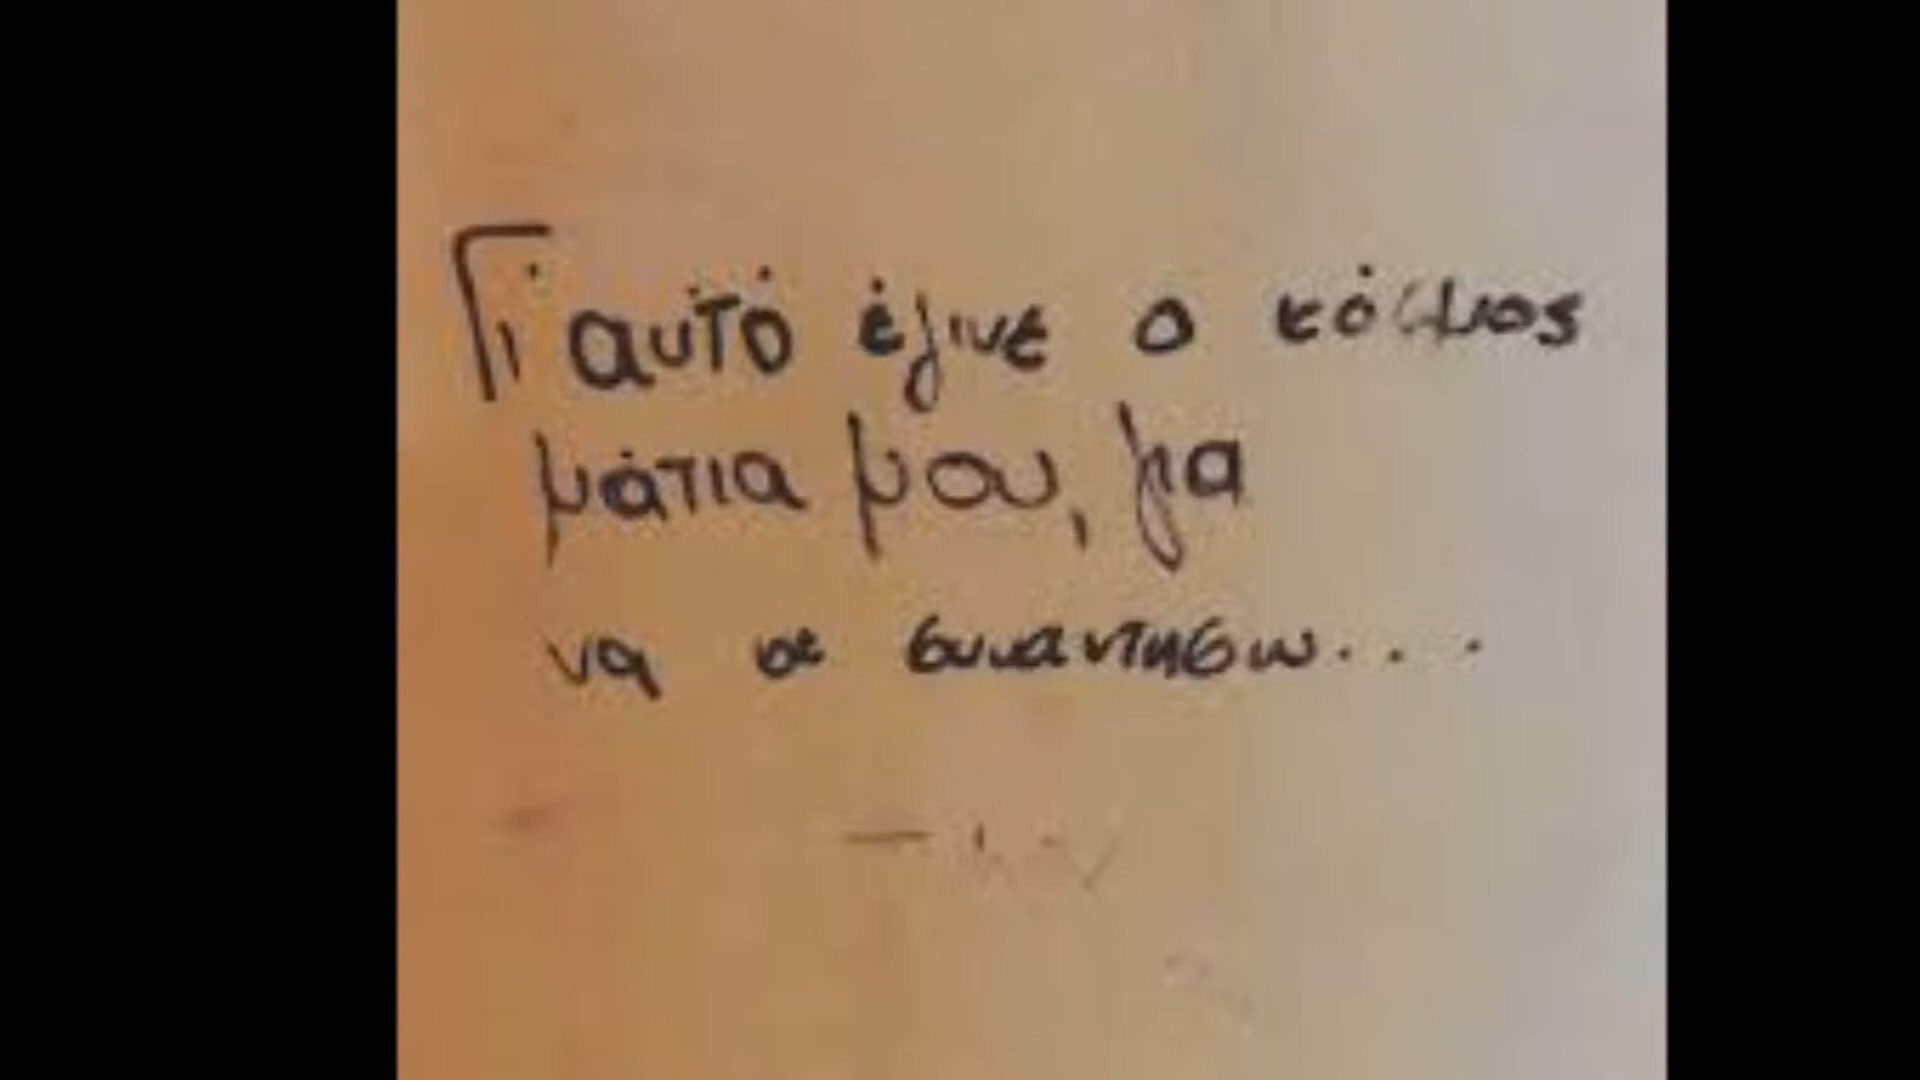 Γι' αυτό έγινε ο κόσμος
μάτια μου, για
να σε συναντησω...